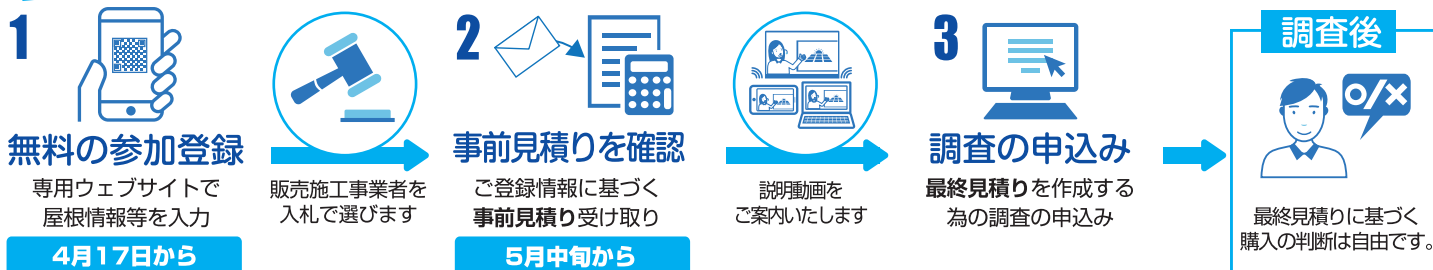 1
無料の参加登録
専用ウェブサイトで
屋根情報等を入力
4月17日から
販売施工事業者を
入札で選びます
2
事前見積りを確認
ご登録情報に基づく
事前見積り受け取り
5月中旬から
説明動画を
ご案内いたします
3
調査の申込み
最終見積りを作成する
為の調査の申込み
調査後
O/X
最終見積りに基づく
購入の判断は自由です。